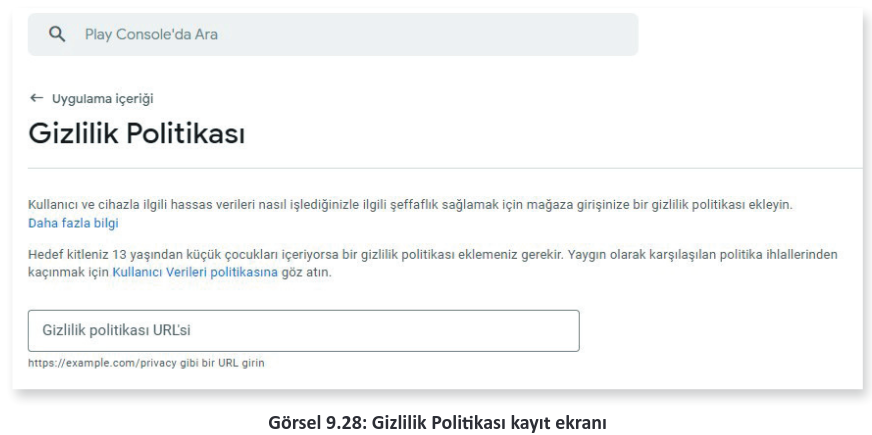 Play Console'da Ara
← Uygulama içeriği
Gizlilik Politikası
Kullanıcı ve cihazla ilgili hassas verileri nasıl işlediğinizle ilgili şeffaflık sağlamak için mağaza girişinize bir gizlilik politikası ekleyin.
Daha fazla bilgi
Hedef kitleniz 13 yaşından küçük çocukları içeriyorsa bir gizlilik politikası eklemeniz gerekir. Yaygın olarak karşılaşılan politika ihlallerinden
kaçınmak için Kullanıcı Verileri politikasına göz atın.
Gizlilik politikası URL'si
https://example.com/privacy gibi bir URL girin
Görsel 9.28: Gizlilik Politikası kayıt ekranı